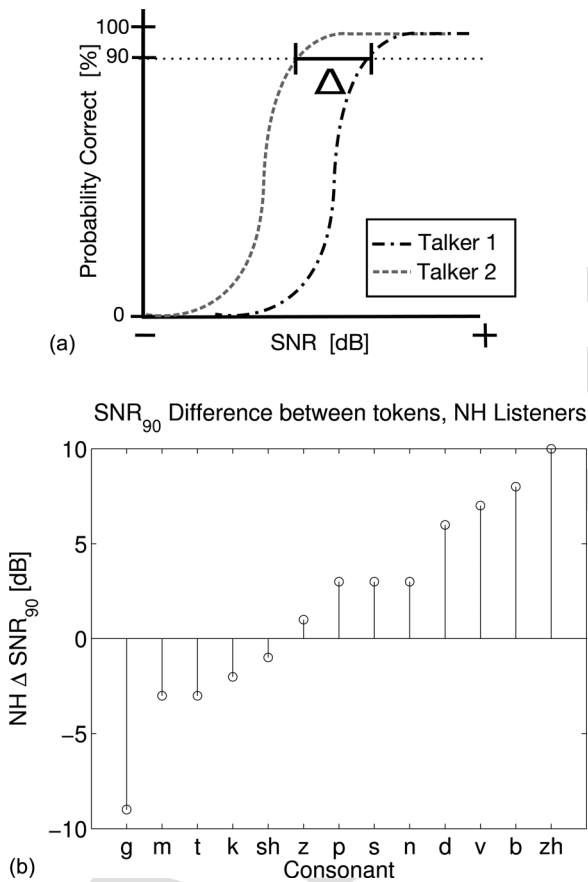 100
90
Probability Correct [%]
Δ
Talker 1
Talker 2
0
− SNR [dB] +
(a)
SNR90 Difference between tokens, NH Listeners
10
5
0
−5
−10
NH Δ SNR90 [dB]
g m t k sh z p s n d v b zh
Consonant
(b)